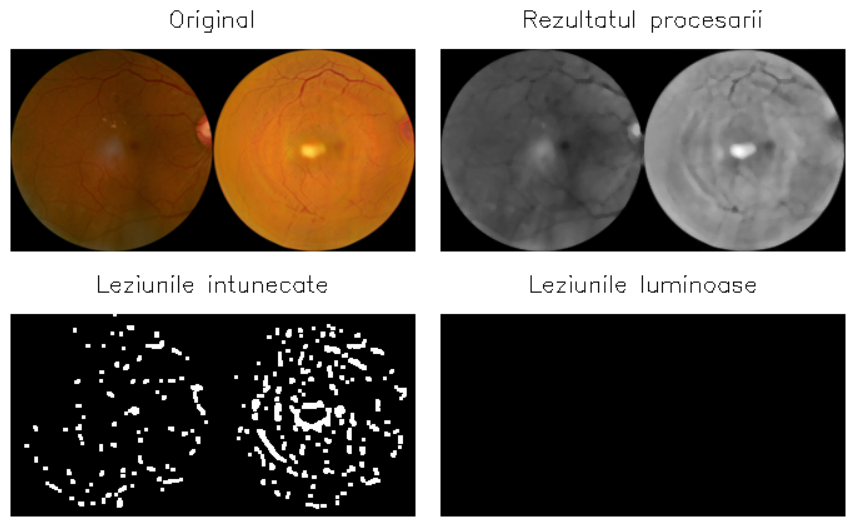 Original
Rezultatul procesarii
Leziunile intunecate
Leziunile luminoase